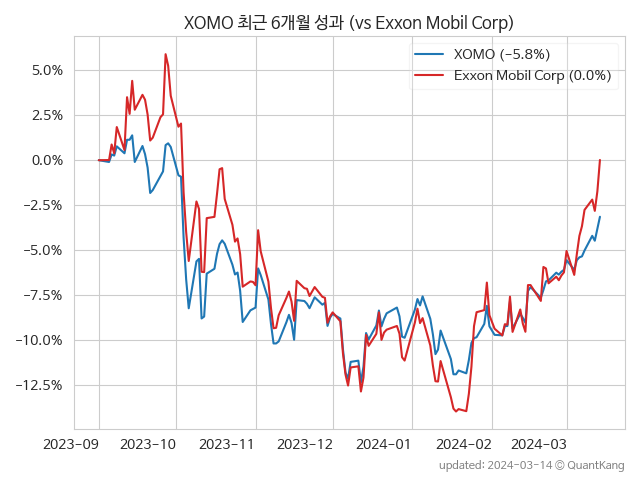 XOMO 최근 6개월 성과 (vs Exxon Mobil Corp)
XOMO (−5.8%)
Exxon Mobil Corp (0.0%)
5.0%
2.5%
0.0%
−2.5%
−5.0%
−7.5%
−10.0%
−12.5%
2023-09 2023-10 2023-11 2023-12 2024-01 2024-02 2024-03
updated: 2024-03-14 © QuantKang